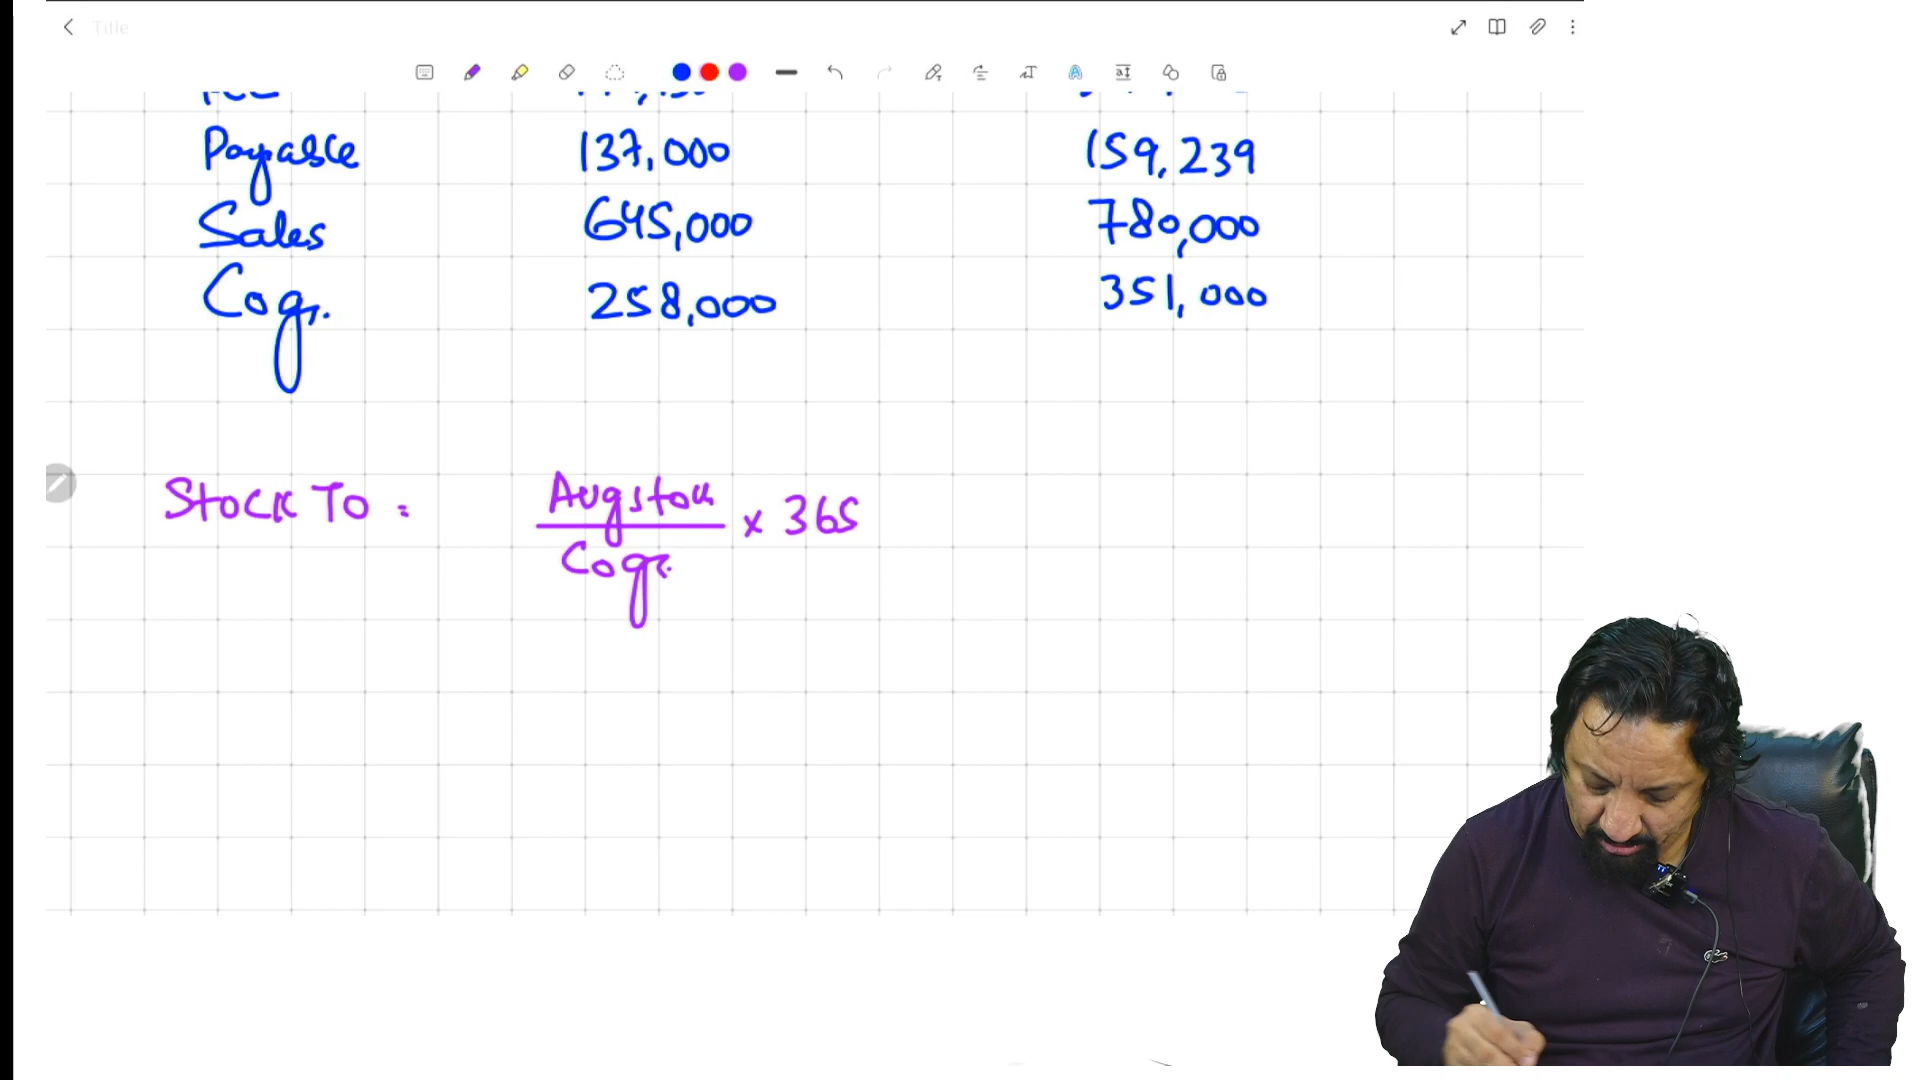 Title
Payable 137,000 159,239
Sales 645,000 780,000
Cogs. 258,000 351,000
Stock TO = Avg stock × 365
Cogs.